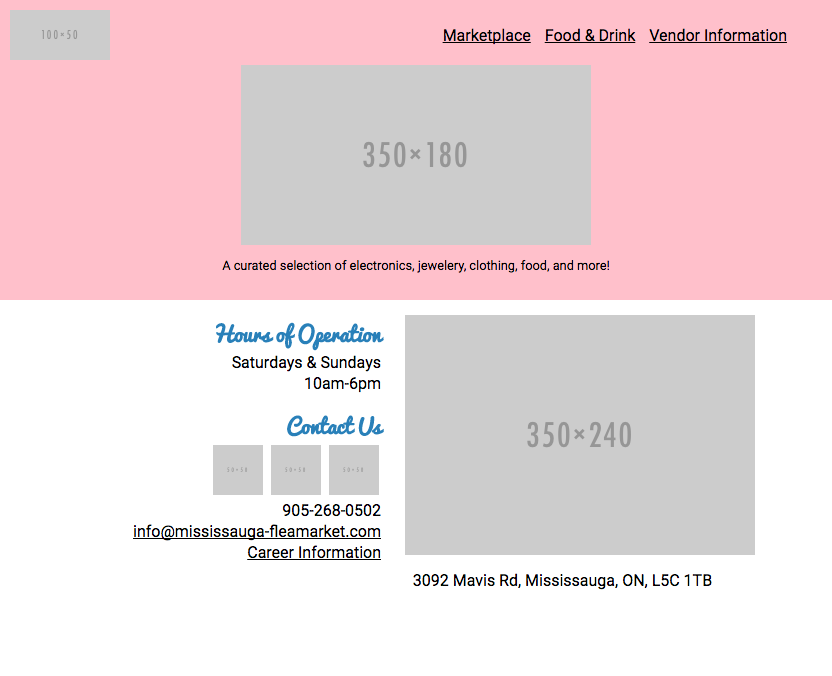 100×50
Marketplace Food & Drink Vendor Information
350×180
A curated selection of electronics, jewelery, clothing, food, and more!
Hours of Operation
Saturdays & Sundays
10am-6pm
Contact Us
50×50 50×50 50×50
905-268-0502
info@mississauga-fleamarket.com
Career Information
350×240
3092 Mavis Rd, Mississauga, ON, L5C 1TB